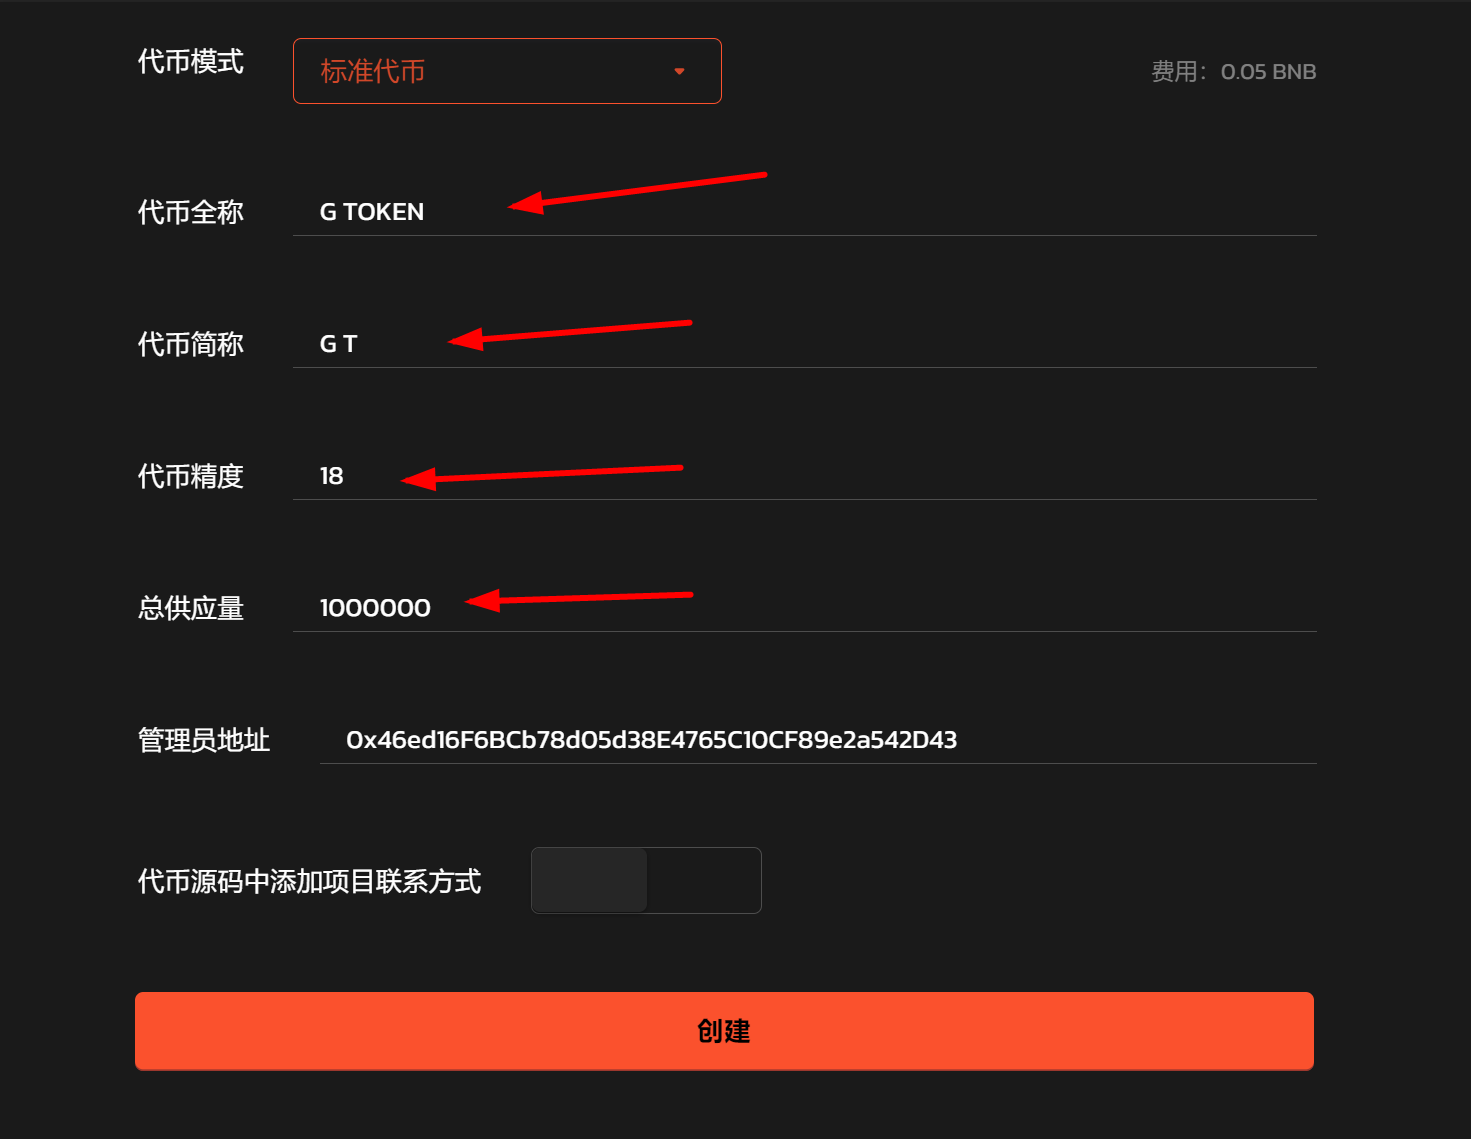 代币模式
标准代币
费用：0.05 BNB
代币全称
G TOKEN
代币简称
G T
代币精度
18
总供应量
1000000
管理员地址
0x46ed16F6BCb78d05d38E4765C10CF89e2a542D43
代币源码中添加项目联系方式
创建